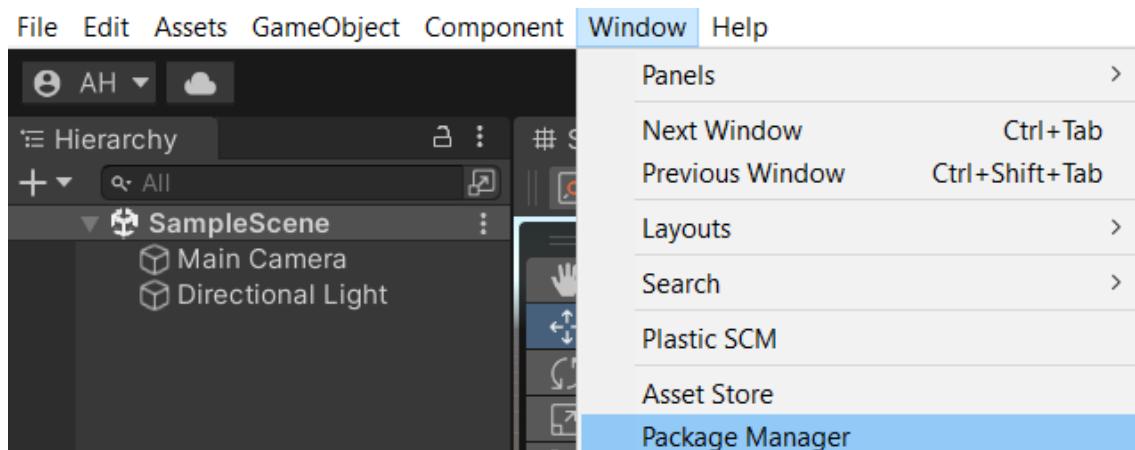 File Edit Assets GameObject Component Window Help
AH
Hierarchy
All
SampleScene
Main Camera
Directional Light
Panels
Next Window Ctrl+Tab
Previous Window Ctrl+Shift+Tab
Layouts
Search
Plastic SCM
Asset Store
Package Manager